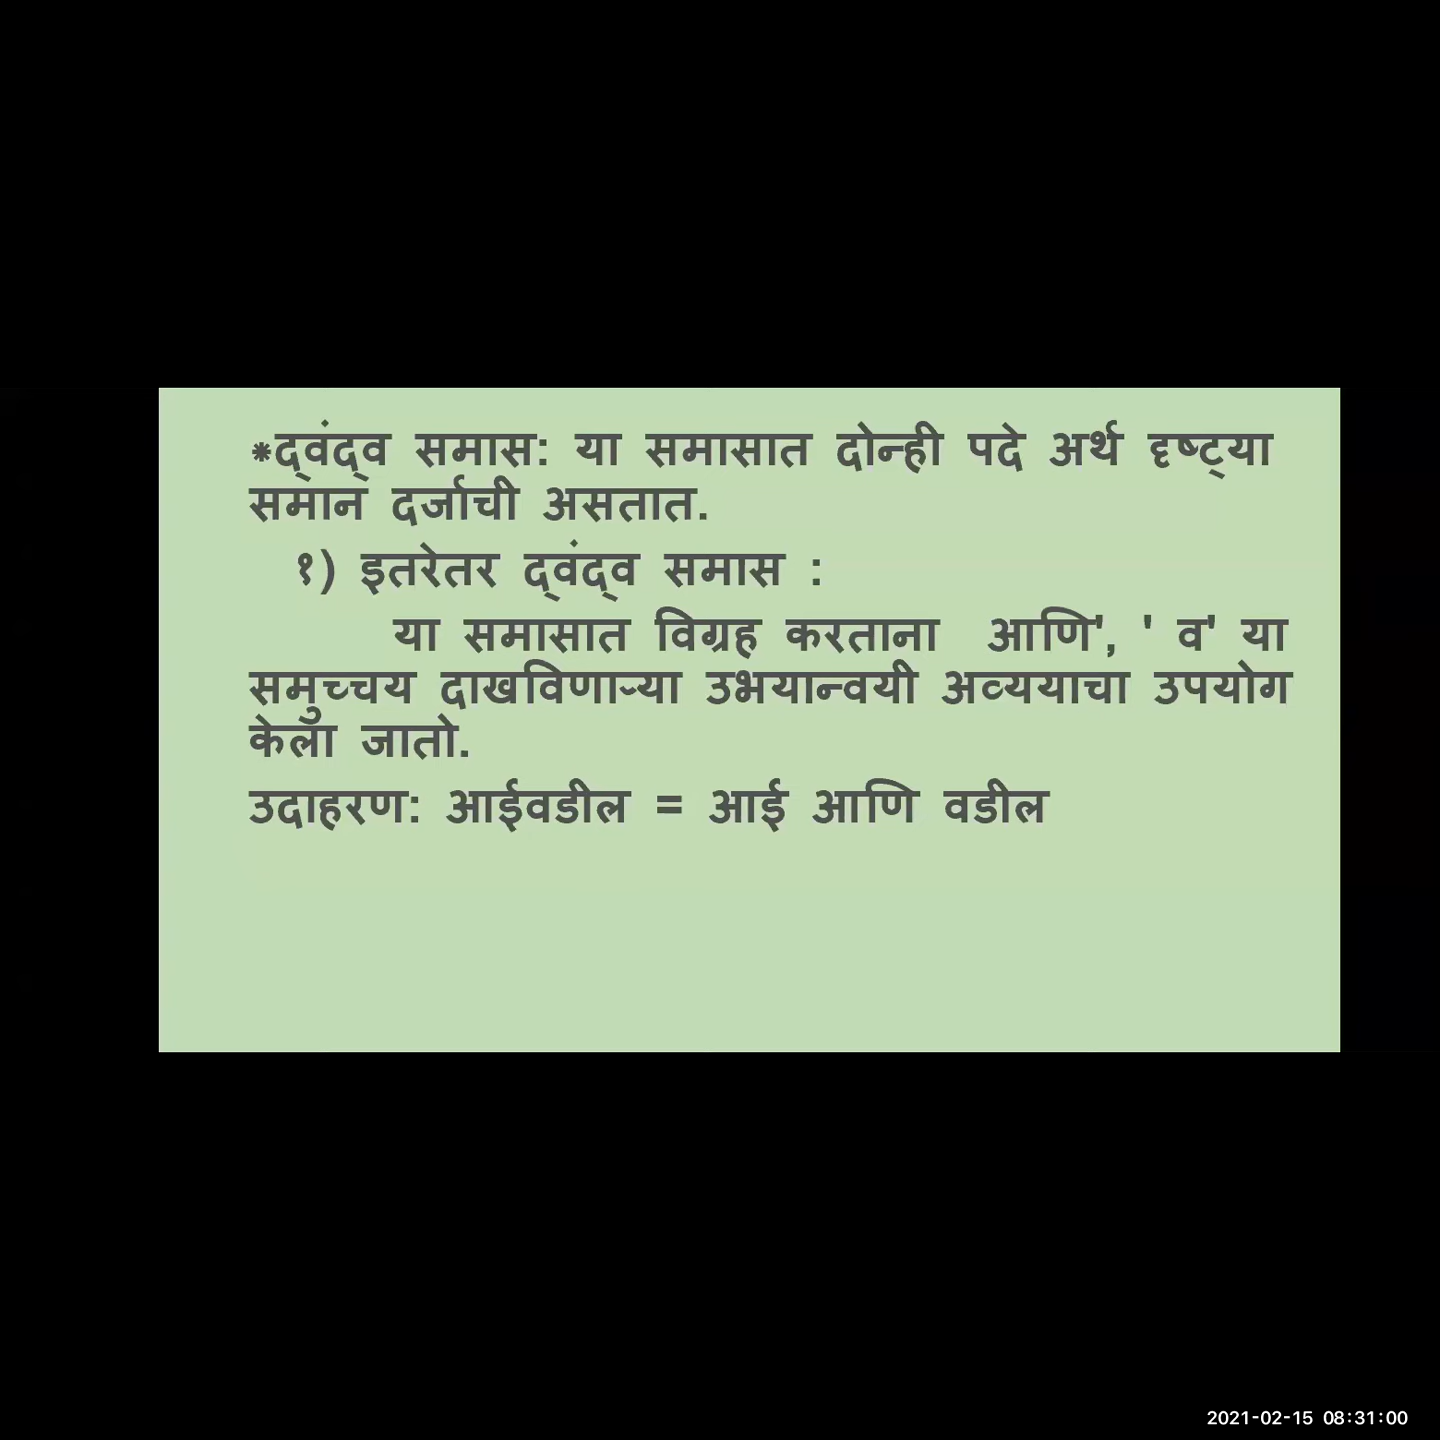 *द्वंद्व समास: या समासात दोन्ही पदे अर्थ दृष्ट्या
समान दर्जाची असतात.
१) इतरेतर द्वंद्व समास :
या समासात विग्रह करताना आणि', ' व' या
समुच्चय दाखविणाऱ्या उभयान्वयी अव्ययाचा उपयोग
केला जातो.
उदाहरण: आईवडील = आई आणि वडील
2021-02-15 08:31:00